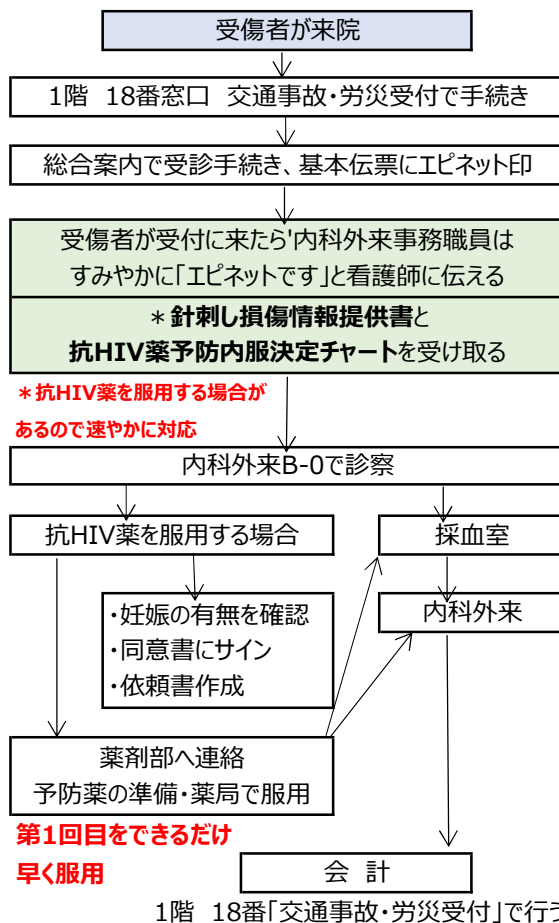 受傷者が来院
1階 18番窓口 交通事故・労災受付で手続き
総合案内で受診手続き、基本伝票にエピネット印
受傷者が受付に来たら'内科外来事務職員は
すみやかに「エピネットです」と看護師に伝える
＊針刺し損傷情報提供書と
抗HIV薬予防内服決定チャートを受け取る
＊抗HIV薬を服用する場合が
あるので速やかに対応
内科外来B-0で診察
抗HIV薬を服用する場合
採血室
・妊娠の有無を確認
・同意書にサイン
・依頼書作成
内科外来
薬剤部へ連絡
予防薬の準備・薬局で服用
第1回目をできるだけ
早く服用
会 計
1階 18番「交通事故・労災受付」で行う